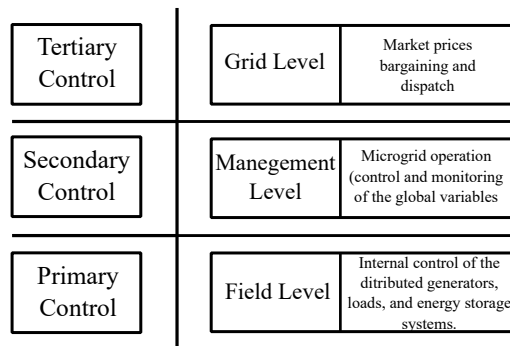 Tertiary
Control
Grid Level
Market prices
bargaining and
dispatch
Secondary
Control
Manegement
Level
Microgrid operation
(control and monitoring
of the global variables
Primary
Control
Field Level
Internal control of the
ditributed generators,
loads, and energy storage
systems.